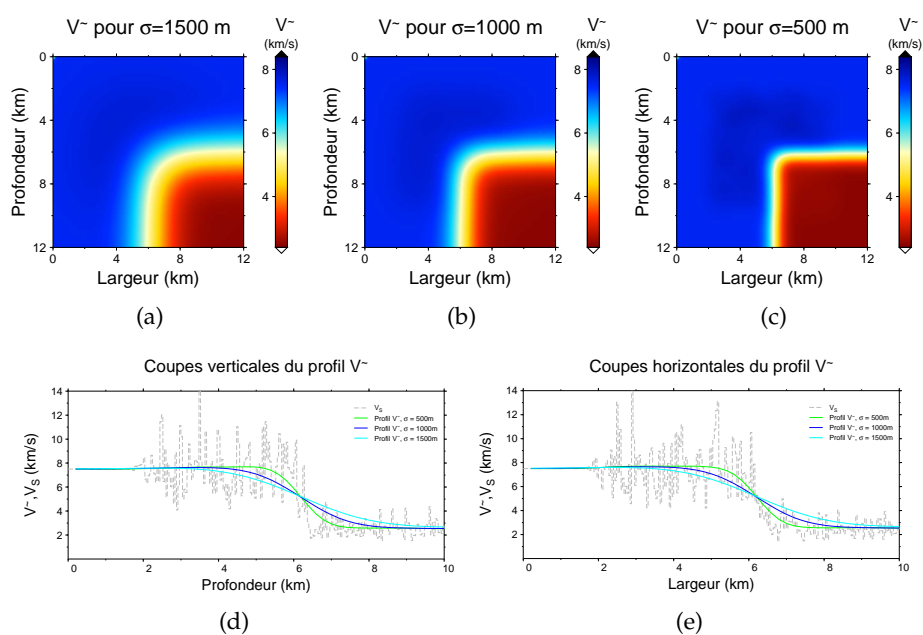 V~ pour σ=1500 m
V~
(km/s)
V~ pour σ=1000 m
V~
(km/s)
V~ pour σ=500 m
V~
(km/s)
Profondeur (km)
0
4
8
12
0 4 8 12
Largeur (km)
8
6
4
Profondeur (km)
0
4
8
12
0 4 8 12
Largeur (km)
8
6
4
Profondeur (km)
0
4
8
12
0 4 8 12
Largeur (km)
8
6
4
(a)
(b)
(c)
Coupes verticales du profil V~
V~,VS (km/s)
14
12
10
8
6
4
2
VS
Profil V~, σ = 500m
Profil V~, σ = 1000m
Profil V~, σ = 1500m
0 2 4 6 8 10
Profondeur (km)
(d)
Coupes horizontales du profil V~
V~,VS (km/s)
14
12
10
8
6
4
2
VS
Profil V~, σ = 500m
Profil V~, σ = 1000m
Profil V~, σ = 1500m
0 2 4 6 8 10
Largeur (km)
(e)